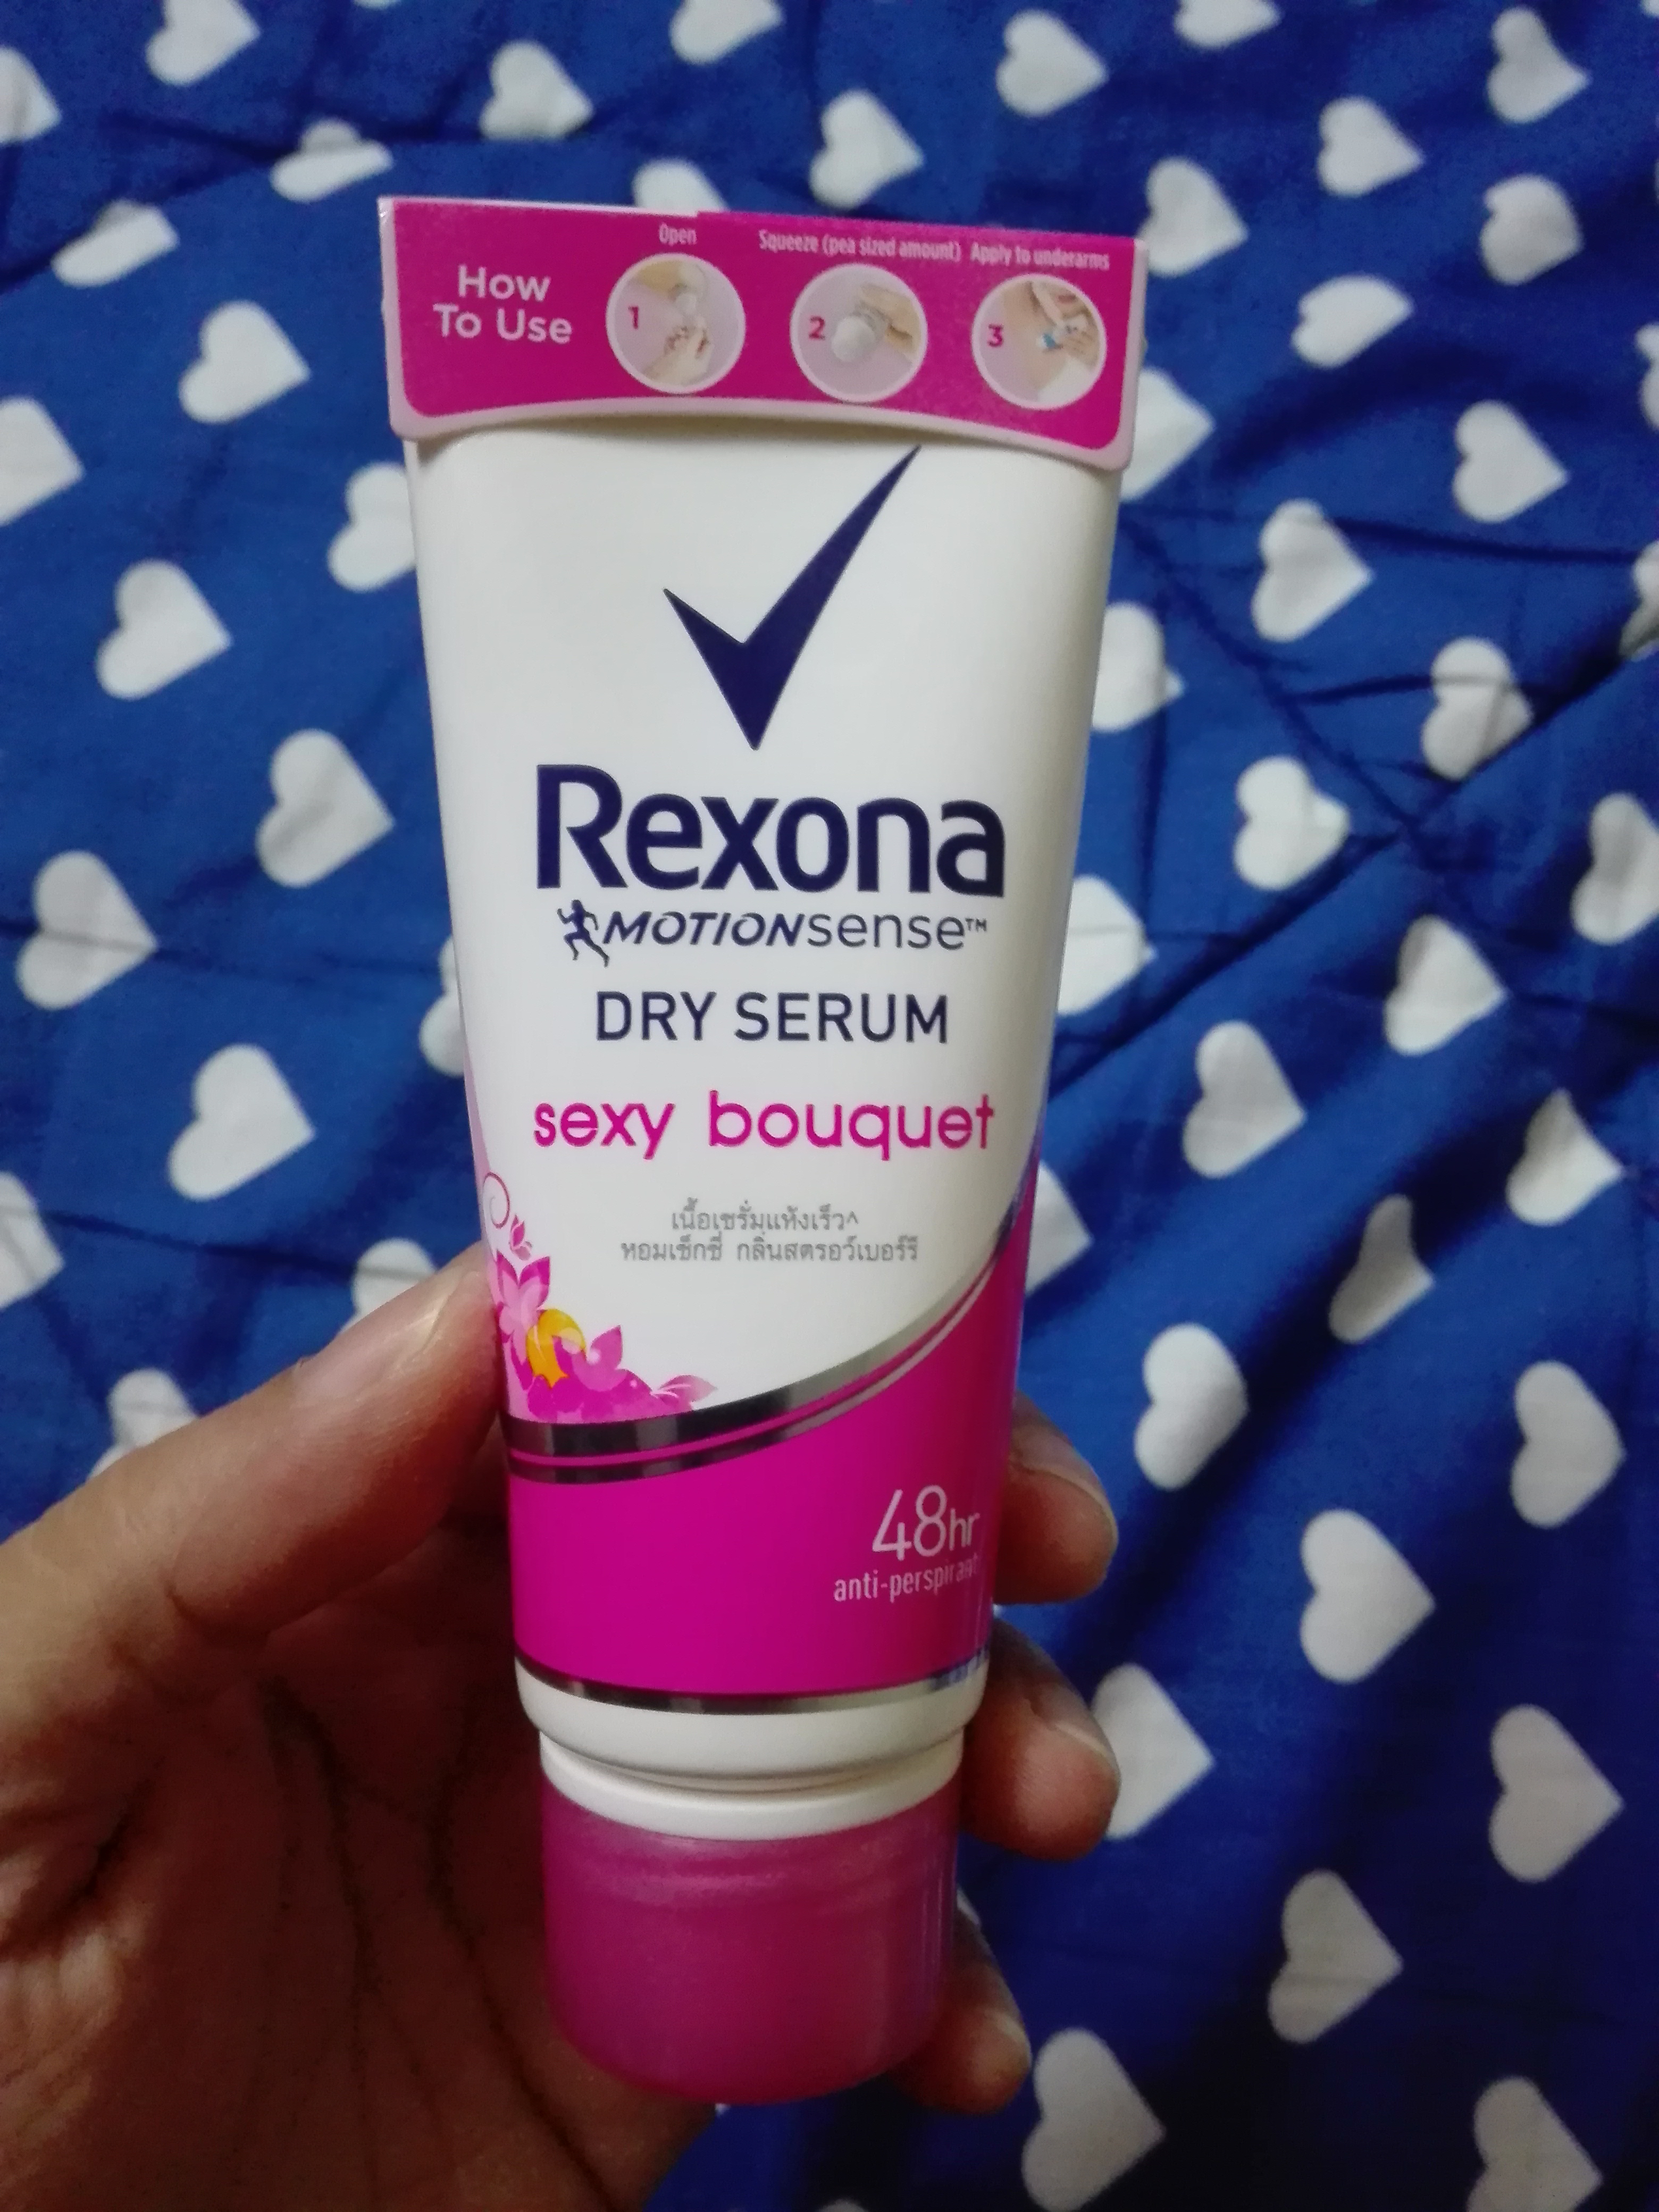 How
To Use
Open
1
Squeeze (pea sized amount)
2
Apply to underarms
3
Rexona
MOTIONsense™
DRY SERUM
sexy bouquet
เนื้อเซรั่มแห้งเร็ว^
หอมเซ็กซี่ กลิ่นสตรอว์เบอร์รี
48hr
anti-perspirant